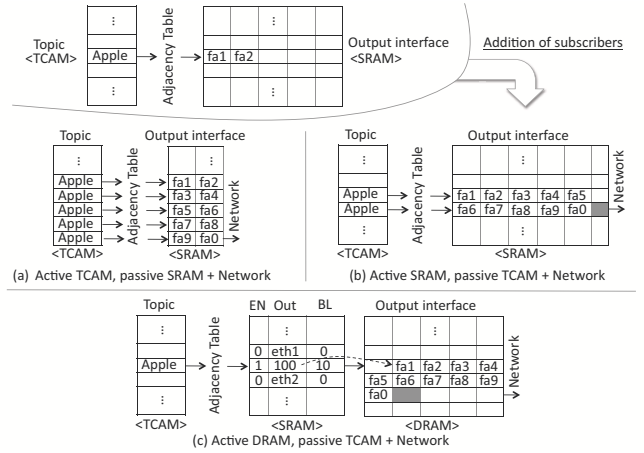 Topic
<TCAM>
Apple
Adjacency Table
fa1 fa2
Output interface
<SRAM>
Addition of subscribers
Topic
Output interface
Apple
Apple
Apple
Apple
Apple
Adjacency Table
fa1 fa2
fa3 fa4
fa5 fa6
fa7 fa8
fa9 fa0
Network
<TCAM>
<SRAM>
(a) Active TCAM, passive SRAM + Network
Topic
Output interface
Apple
Apple
Adjacency Table
fa1 fa2 fa3 fa4 fa5
fa6 fa7 fa8 fa9 fa0
<TCAM>
<SRAM>
(b) Active SRAM, passive TCAM + Network
Topic
EN Out BL
Output interface
Apple
Adjacency Table
0 eth1 0
1 100 10
0 eth2 0
fa1 fa2 fa3 fa4
fa5 fa6 fa7 fa8 fa9
fa0
Network
<TCAM>
<SRAM>
<DRAM>
(c) Active DRAM, passive TCAM + Network